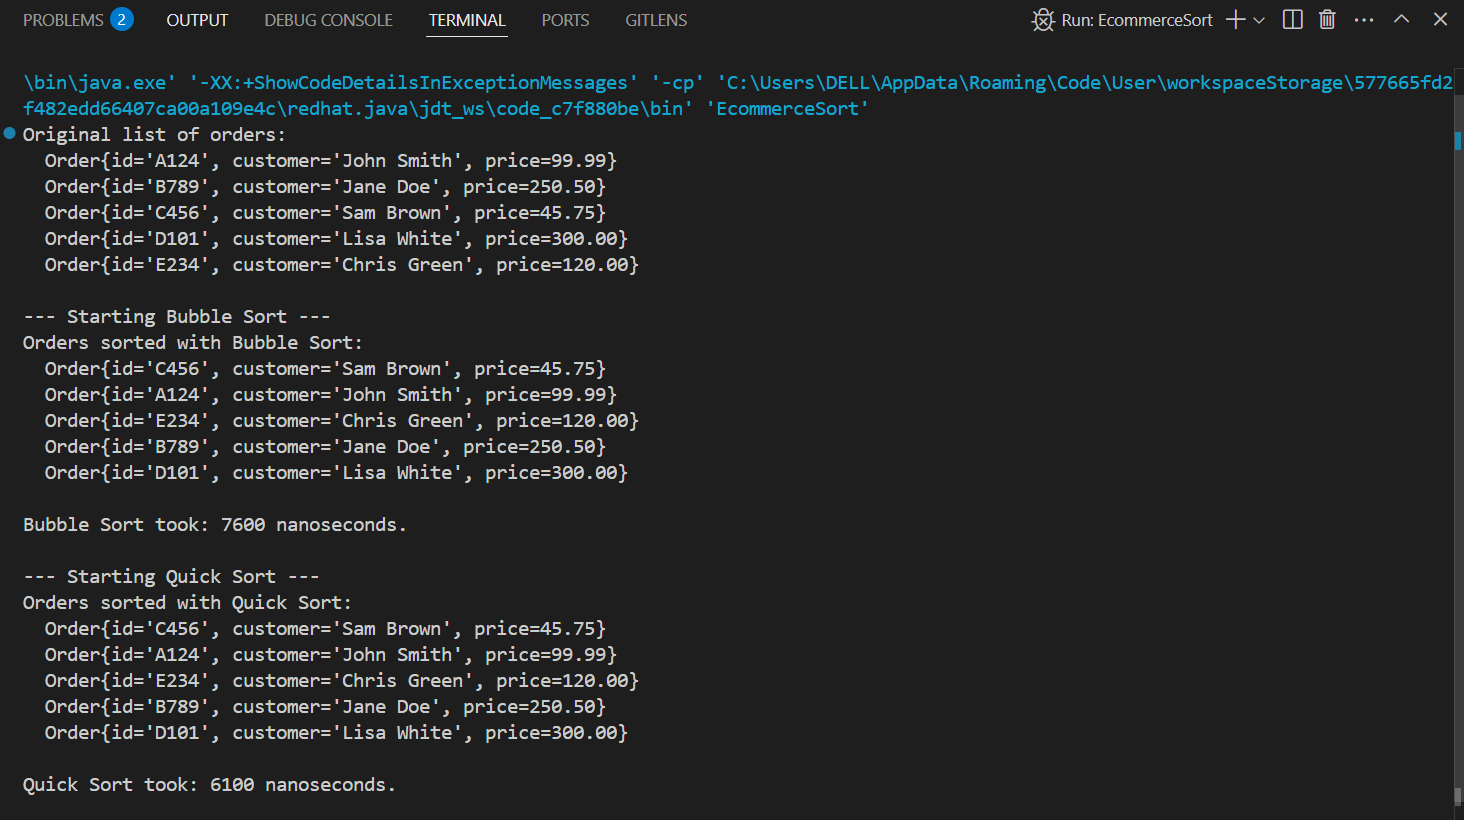 PROBLEMS 2 OUTPUT DEBUG CONSOLE TERMINAL PORTS GITLENS Run: EcommerceSort
\bin\java.exe' '-XX:+ShowCodeDetailsInExceptionMessages' '-cp' 'C:\Users\DELL\AppData\Roaming\Code\User\workspaceStorage\577665fd2
f482edd66407ca00a109e4c\redhat.java\jdt_ws\code_c7f880be\bin' 'EcommerceSort'
Original list of orders:
  Order{id='A124', customer='John Smith', price=99.99}
  Order{id='B789', customer='Jane Doe', price=250.50}
  Order{id='C456', customer='Sam Brown', price=45.75}
  Order{id='D101', customer='Lisa White', price=300.00}
  Order{id='E234', customer='Chris Green', price=120.00}

--- Starting Bubble Sort ---
Orders sorted with Bubble Sort:
  Order{id='C456', customer='Sam Brown', price=45.75}
  Order{id='A124', customer='John Smith', price=99.99}
  Order{id='E234', customer='Chris Green', price=120.00}
  Order{id='B789', customer='Jane Doe', price=250.50}
  Order{id='D101', customer='Lisa White', price=300.00}

Bubble Sort took: 7600 nanoseconds.

--- Starting Quick Sort ---
Orders sorted with Quick Sort:
  Order{id='C456', customer='Sam Brown', price=45.75}
  Order{id='A124', customer='John Smith', price=99.99}
  Order{id='E234', customer='Chris Green', price=120.00}
  Order{id='B789', customer='Jane Doe', price=250.50}
  Order{id='D101', customer='Lisa White', price=300.00}

Quick Sort took: 6100 nanoseconds.